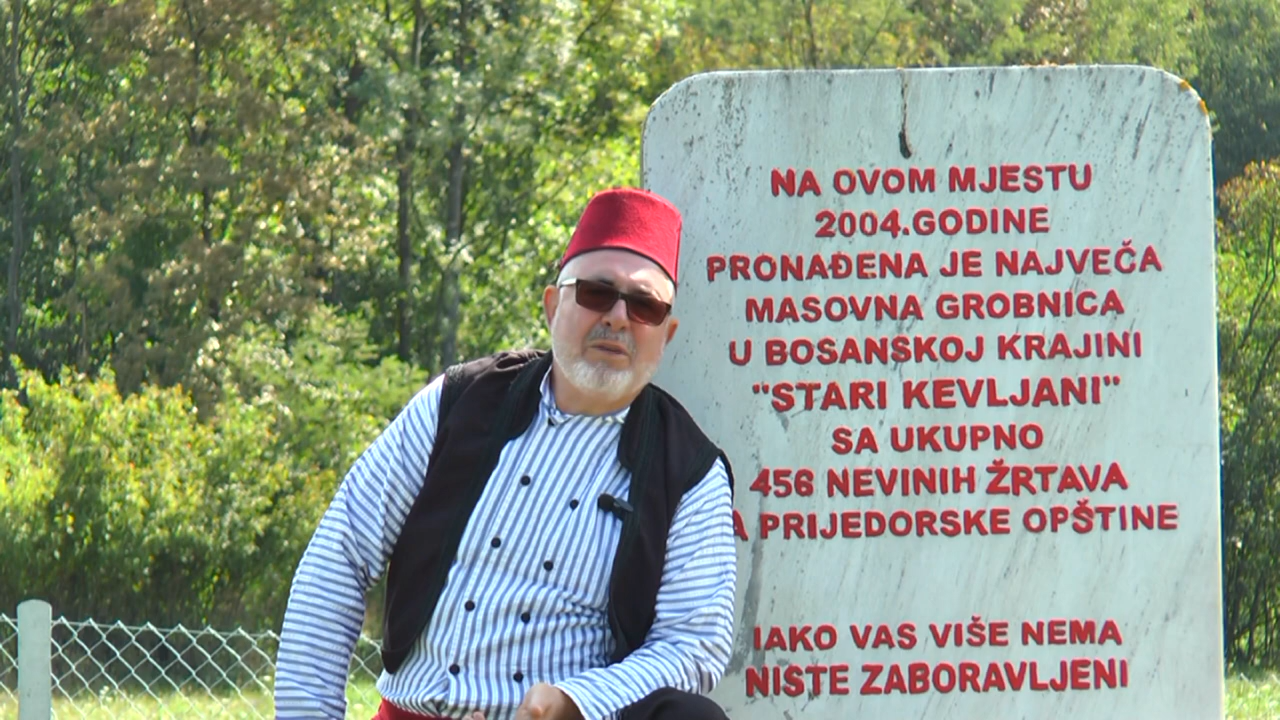 NA OVOM MJESTU
2004.GODINE
PRONAĐENA JE NAJVEČA
MASOVNA GROBNICA
U BOSANSKOJ KRAJINI
"STARI KEVLJANI"
SA UKUPNO
456 NEVINIH ŽRTAVA
PRIJEDORSKE OPŠTINE
IAKO VAS VIŠE NEMA
NISTE ZABORAVLJENI